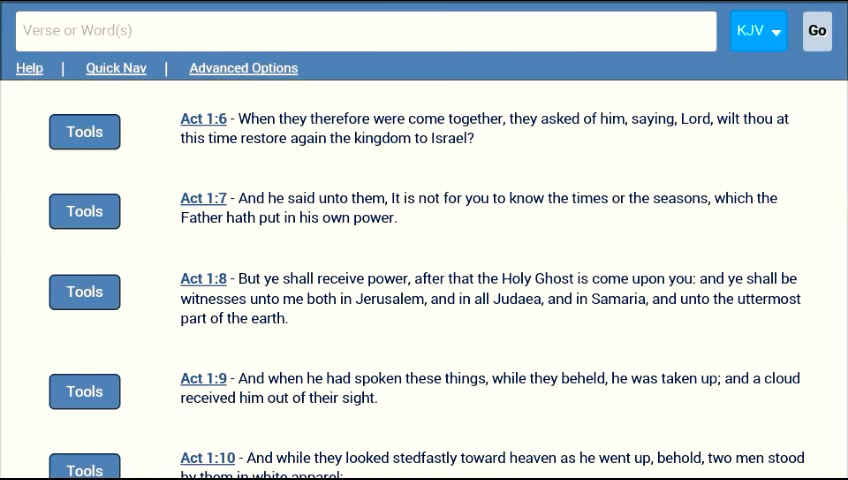 Verse or Word(s)
KJV
Go
Help | Quick Nav | Advanced Options
Tools
Act 1:6 - When they therefore were come together, they asked of him, saying, Lord, wilt thou at
this time restore again the kingdom to Israel?
Tools
Act 1:7 - And he said unto them, It is not for you to know the times or the seasons, which the
Father hath put in his own power.
Tools
Act 1:8 - But ye shall receive power, after that the Holy Ghost is come upon you: and ye shall be
witnesses unto me both in Jerusalem, and in all Judaea, and in Samaria, and unto the uttermost
part of the earth.
Tools
Act 1:9 - And when he had spoken these things, while they beheld, he was taken up; and a cloud
received him out of their sight.
Tools
Act 1:10 - And while they looked stedfastly toward heaven as he went up, behold, two men stood
by them in white apparel;